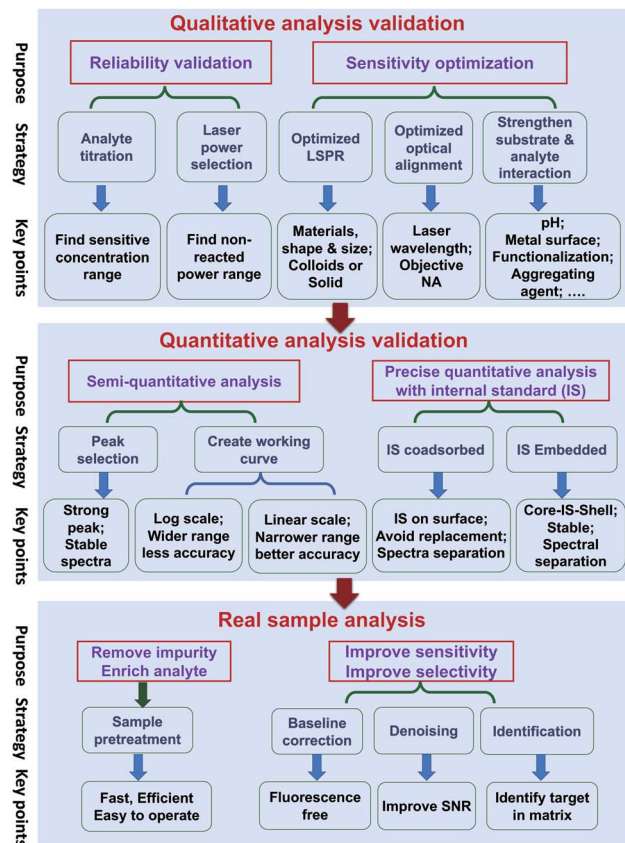 Qualitative analysis validation
Purpose
Reliability validation
Sensitivity optimization
Strategy
Analyte
titration
Laser
power
selection
Optimized
LSPR
Optimized
optical
alignment
Strengthen
substrate &
analyte
interaction
Key points
Find sensitive
concentration
range
Find non-
reacted
power range
Materials,
shape & size;
Colloids or
Solid
Laser
wavelength;
Objective
NA
pH;
Metal surface;
Functionalization;
Aggregating
agent; ....
Quantitative analysis validation
Purpose
Semi-quantitative analysis
Precise quantitative analysis
with internal standard (IS)
Strategy
Peak
selection
Create working
curve
IS coadsorbed
IS Embedded
Key points
Strong
peak;
Stable
spectra
Log scale;
Wider range
less accuracy
Linear scale;
Narrower range
better accuracy
IS on surface;
Avoid replacement;
Spectra separation
Core-IS-Shell;
Stable;
Spectral
separation
Real sample analysis
Purpose
Remove impurity
Enrich analyte
Improve sensitivity
Improve selectivity
Strategy
Sample
pretreatment
Baseline
correction
Denoising
Identification
Key points
Fast, Efficient
Easy to operate
Fluorescence
free
Improve SNR
Identify target
in matrix